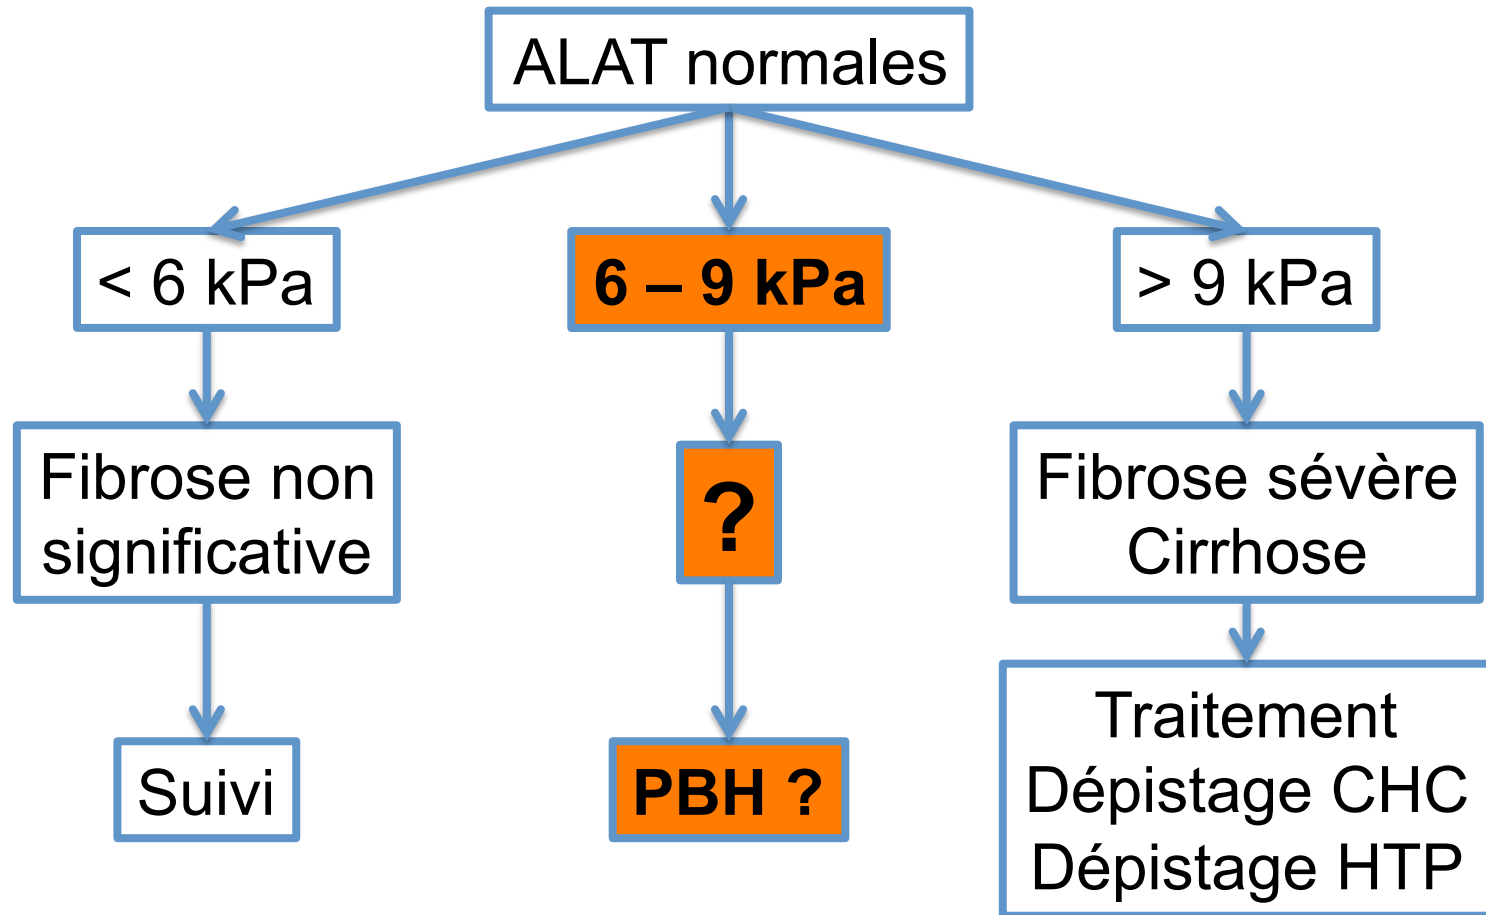 ALAT normales
< 6 kPa
6 – 9 kPa
> 9 kPa
Fibrose non
significative
?
Fibrose sévère
Cirrhose
Suivi
PBH ?
Traitement
Dépistage CHC
Dépistage HTP